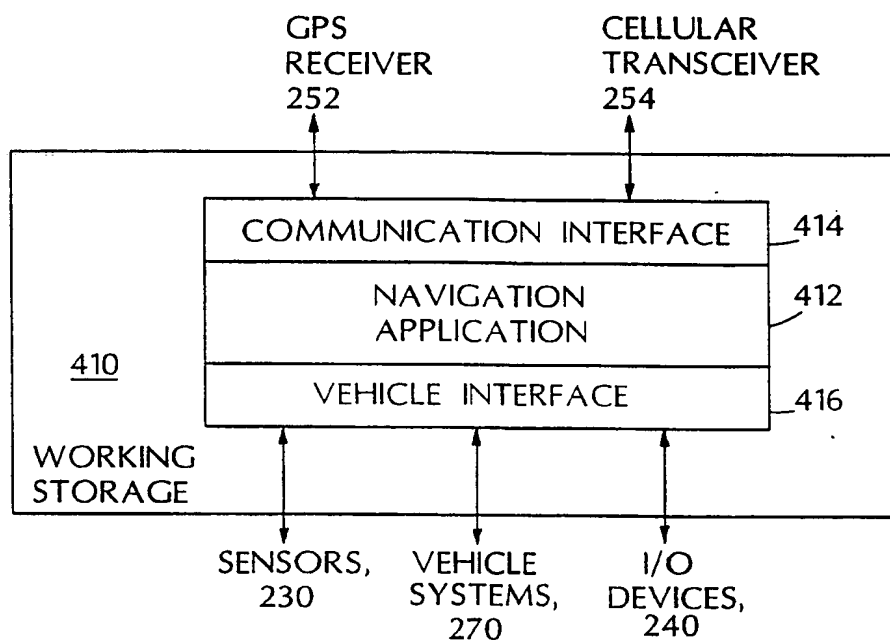 GPS
RECEIVER
252
CELLULAR
TRANSCEIVER
254
COMMUNICATION INTERFACE
414
NAVIGATION
APPLICATION
412
410
VEHICLE INTERFACE
416
WORKING
STORAGE
SENSORS,
230
VEHICLE
SYSTEMS,
270
I/O
DEVICES,
240